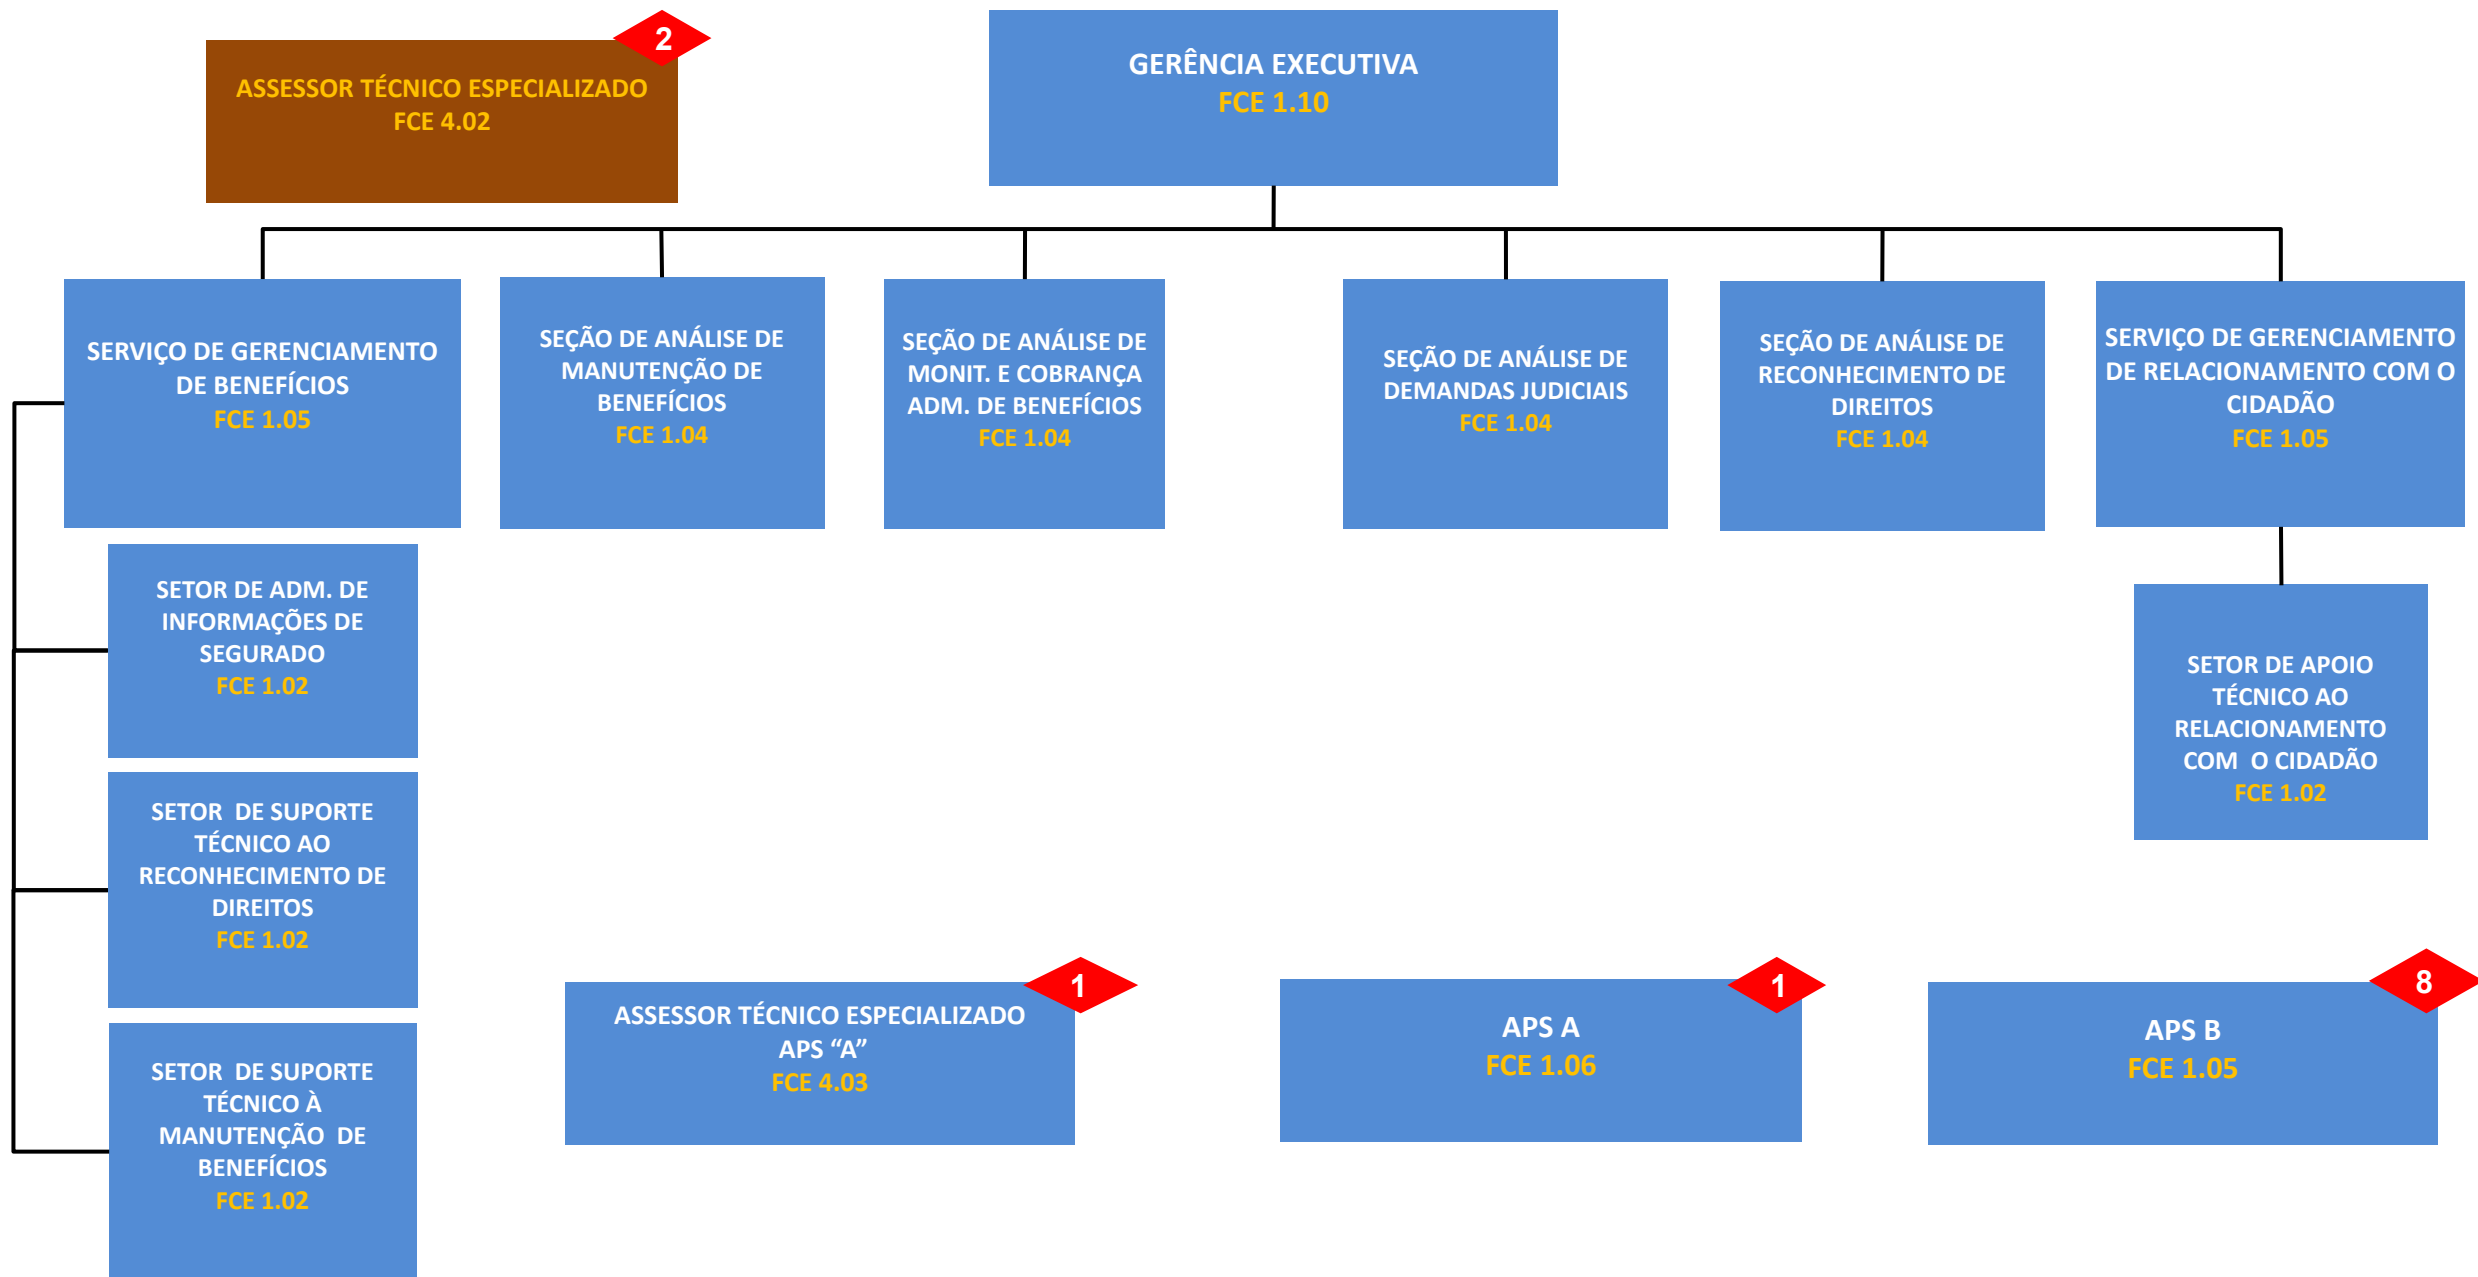 2
ASSESSOR TÉCNICO ESPECIALIZADO
FCE 4.02
GERÊNCIA EXECUTIVA
FCE 1.10
SERVIÇO DE GERENCIAMENTO
DE BENEFÍCIOS
FCE 1.05
SEÇÃO DE ANÁLISE DE
MANUTENÇÃO DE
BENEFÍCIOS
FCE 1.04
SEÇÃO DE ANÁLISE DE
MONIT. E COBRANÇA
ADM. DE BENEFÍCIOS
FCE 1.04
SEÇÃO DE ANÁLISE DE
DEMANDAS JUDICIAIS
FCE 1.04
SEÇÃO DE ANÁLISE DE
RECONHECIMENTO DE
DIREITOS
FCE 1.04
SERVIÇO DE GERENCIAMENTO
DE RELACIONAMENTO COM O
CIDADÃO
FCE 1.05
SETOR DE ADM. DE
INFORMAÇÕES DE
SEGURADO
FCE 1.02
SETOR DE APOIO
TÉCNICO AO
RELACIONAMENTO
COM O CIDADÃO
FCE 1.02
SETOR DE SUPORTE
TÉCNICO AO
RECONHECIMENTO DE
DIREITOS
FCE 1.02
SETOR DE SUPORTE
TÉCNICO À
MANUTENÇÃO DE
BENEFÍCIOS
FCE 1.02
1
ASSESSOR TÉCNICO ESPECIALIZADO
APS “A”
FCE 4.03
1
APS A
FCE 1.06
8
APS B
FCE 1.05